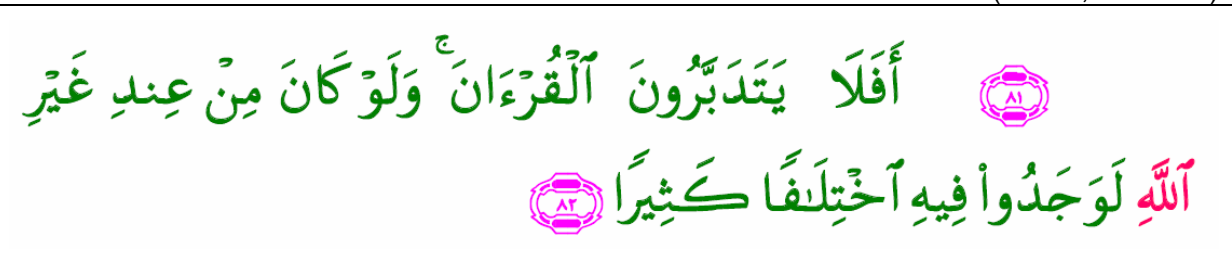 ٨١ أَفَلَا يَتَدَبَّرُونَ ٱلْقُرْءَانَ ۚ وَلَوْ كَانَ مِنْ عِندِ غَيْرِ
ٱللَّهِ لَوَجَدُوا۟ فِيهِ ٱخْتِلَـٰفًا كَثِيرًا ٨٢